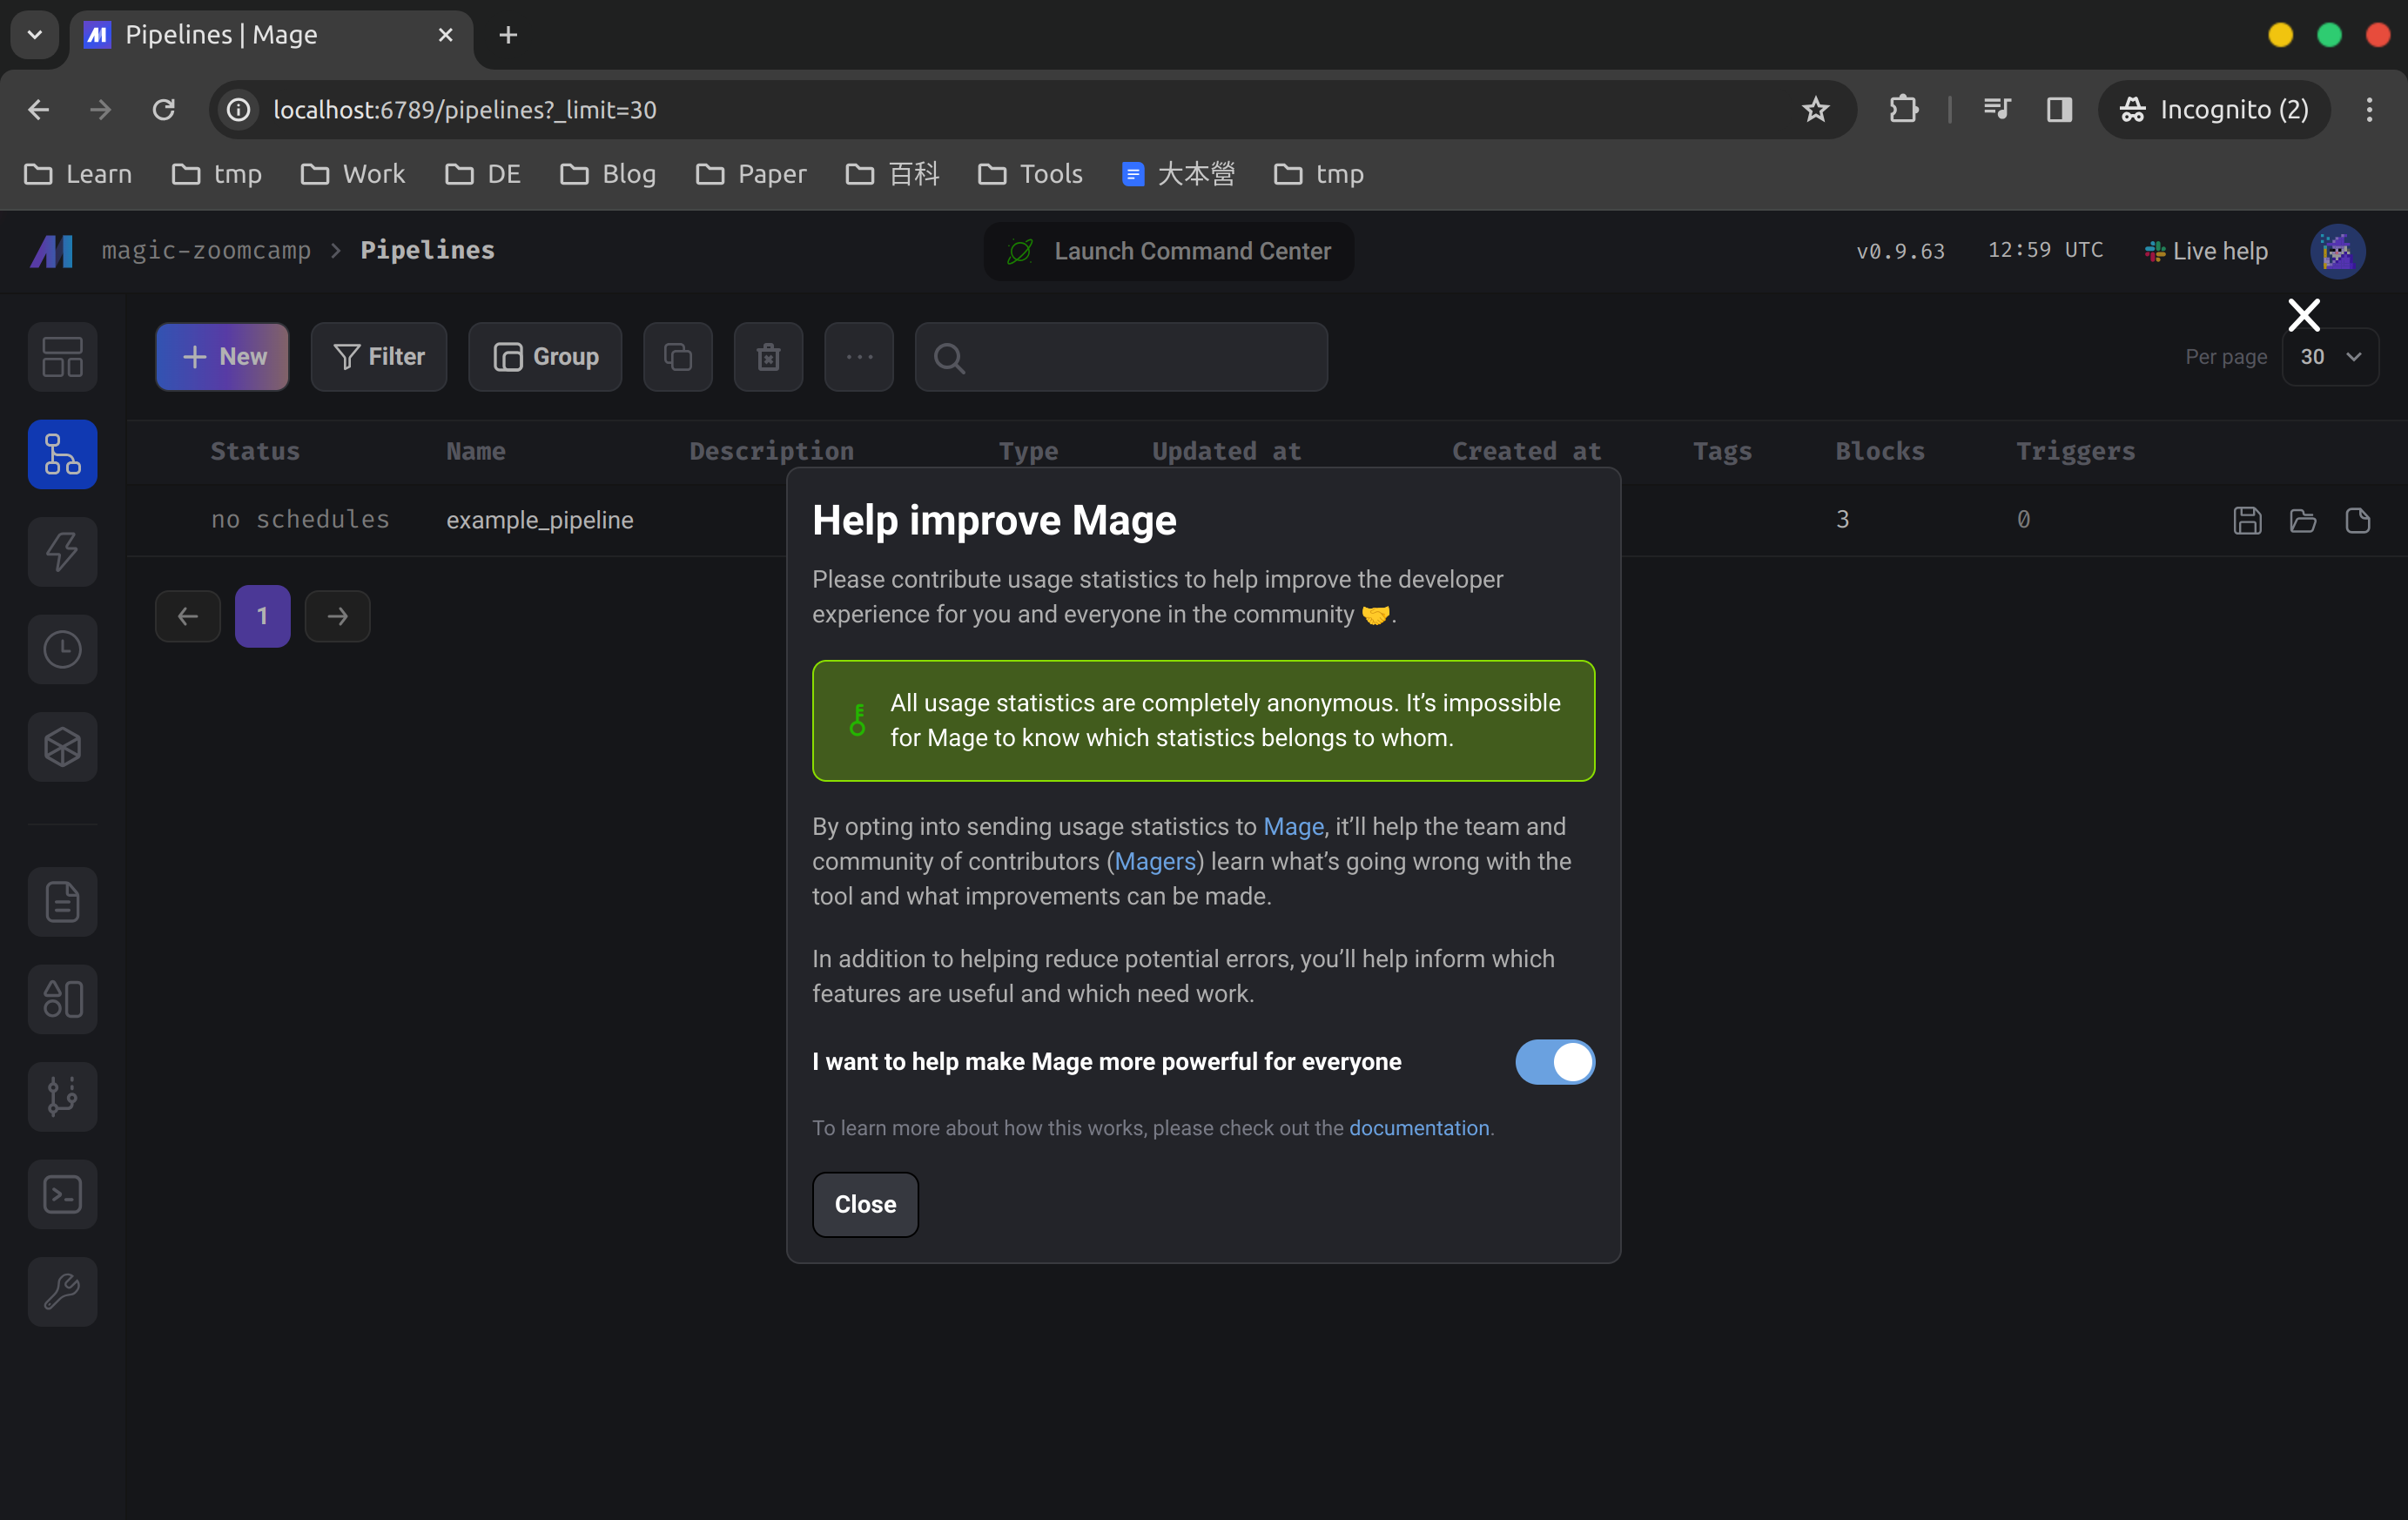 Pipelines | Mage
localhost:6789/pipelines?_limit=30
Incognito (2)
Learn
tmp
Work
DE
Blog
Paper
百科
Tools
大本營
tmp
magic-zoomcamp > Pipelines
Launch Command Center
v0.9.63
12:59 UTC
Live help
+ New
Filter
Group
Per page
30
Status
Name
Description
Type
Updated at
Created at
Tags
Blocks
Triggers
no schedules
example_pipeline
3
0
1
Help improve Mage
Please contribute usage statistics to help improve the developer
experience for you and everyone in the community 🤝.
All usage statistics are completely anonymous. It’s impossible
for Mage to know which statistics belongs to whom.
By opting into sending usage statistics to Mage, it’ll help the team and
community of contributors (Magers) learn what’s going wrong with the
tool and what improvements can be made.
In addition to helping reduce potential errors, you’ll help inform which
features are useful and which need work.
I want to help make Mage more powerful for everyone
To learn more about how this works, please check out the documentation.
Close